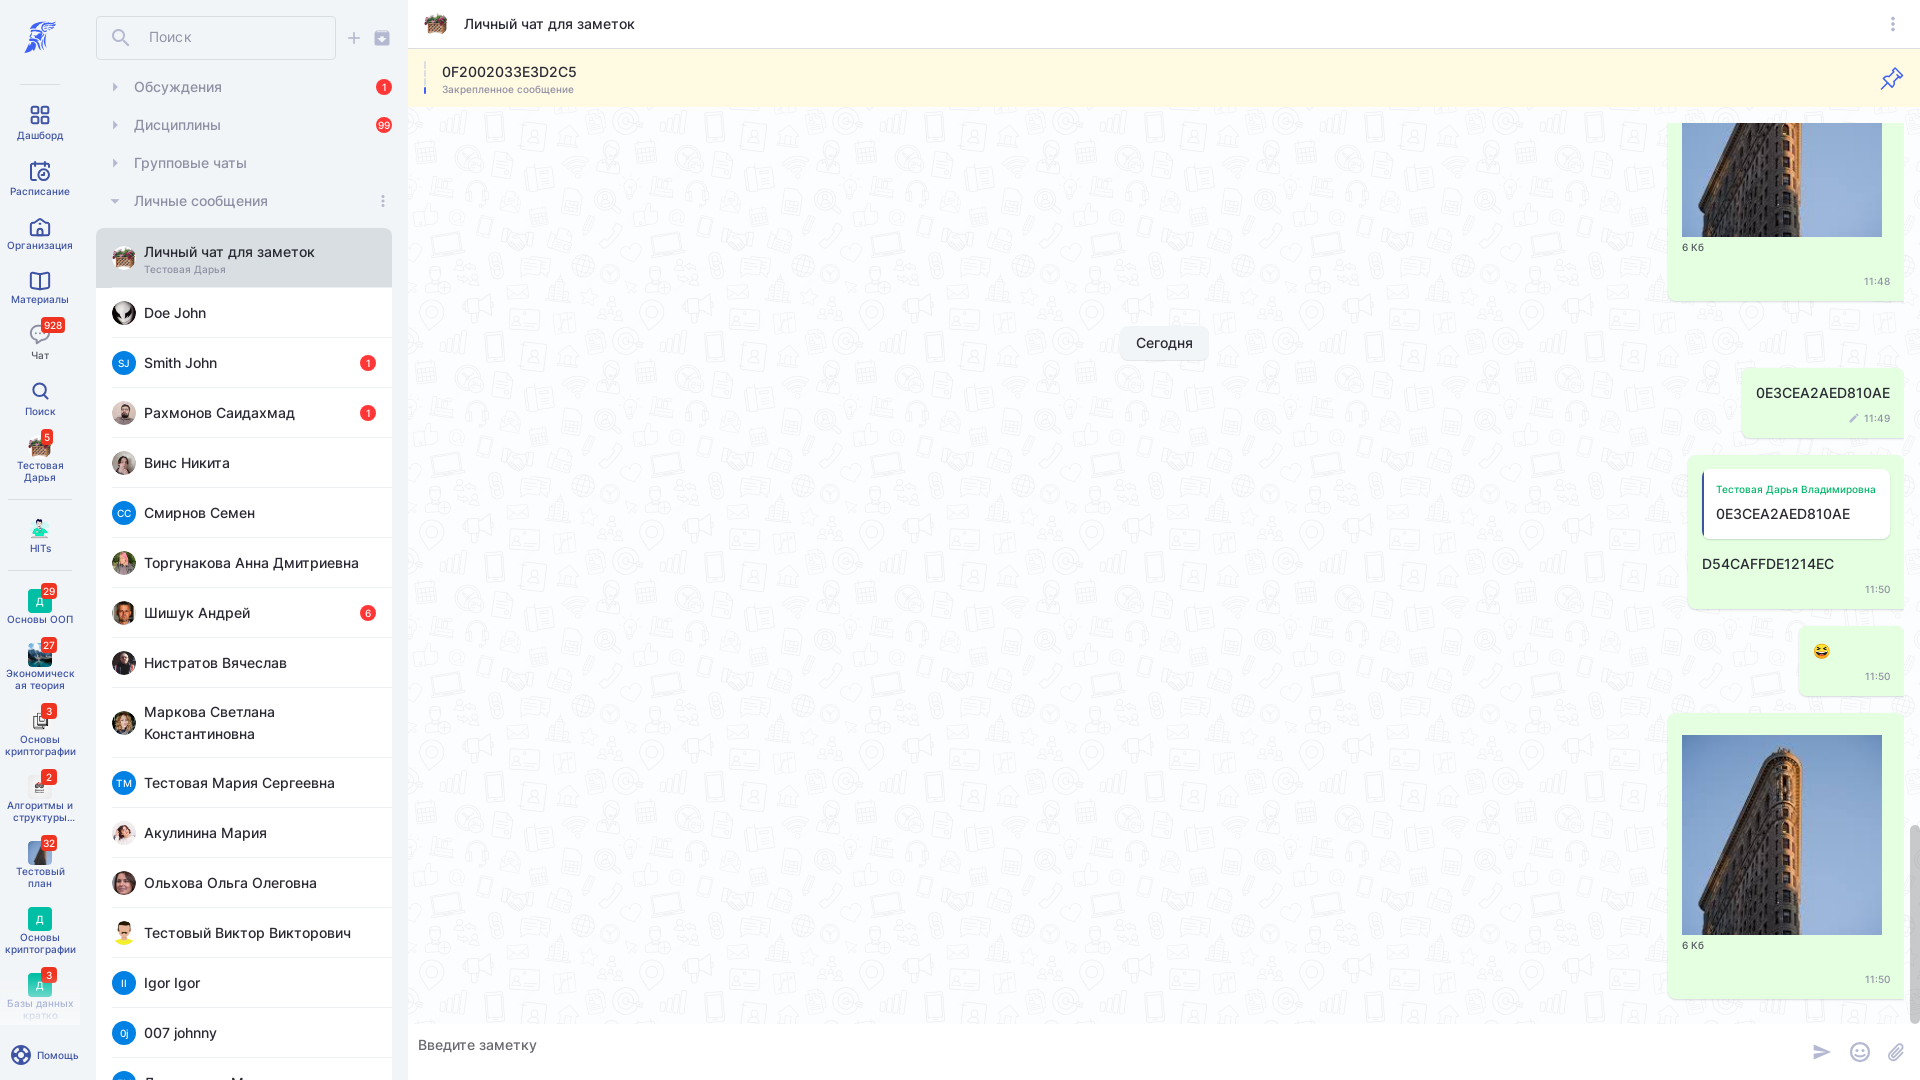 Дашборд
Расписание
Организация
Материалы
928
Чат
Поиск
5
Тестовая
Дарья
HITs
29
Д
Основы ООП
27
Экономическ
ая теория
3
Основы
криптографии
2
Алгоритмы и
структуры...
32
Тестовый
план
Д
Основы
криптографии
3
Д
Базы данных
кратко
Помощь
Поиск
Обсуждения
1
Дисциплины
99
Групповые чаты
Личные сообщения
Личный чат для заметок
Тестовая Дарья
Doe John
SJ
Smith John
1
Рахмонов Саидахмад
1
Винс Никита
СС
Смирнов Семен
Торгунакова Анна Дмитриевна
Шишук Андрей
6
Нистратов Вячеслав
Маркова Светлана
Константиновна
ТМ
Тестовая Мария Сергеевна
Акулинина Мария
Ольхова Ольга Олеговна
Тестовый Виктор Викторович
II
Igor Igor
0j
007 johnny
Личный чат для заметок
0F2002033E3D2C5
Закрепленное сообщение
6 Кб
11:48
Сегодня
0E3CEA2AED810AE
11:49
Тестовая Дарья Владимировна
0E3CEA2AED810AE
D54CAFFDE1214EC
11:50
😆
11:50
6 Кб
11:50
Введите заметку